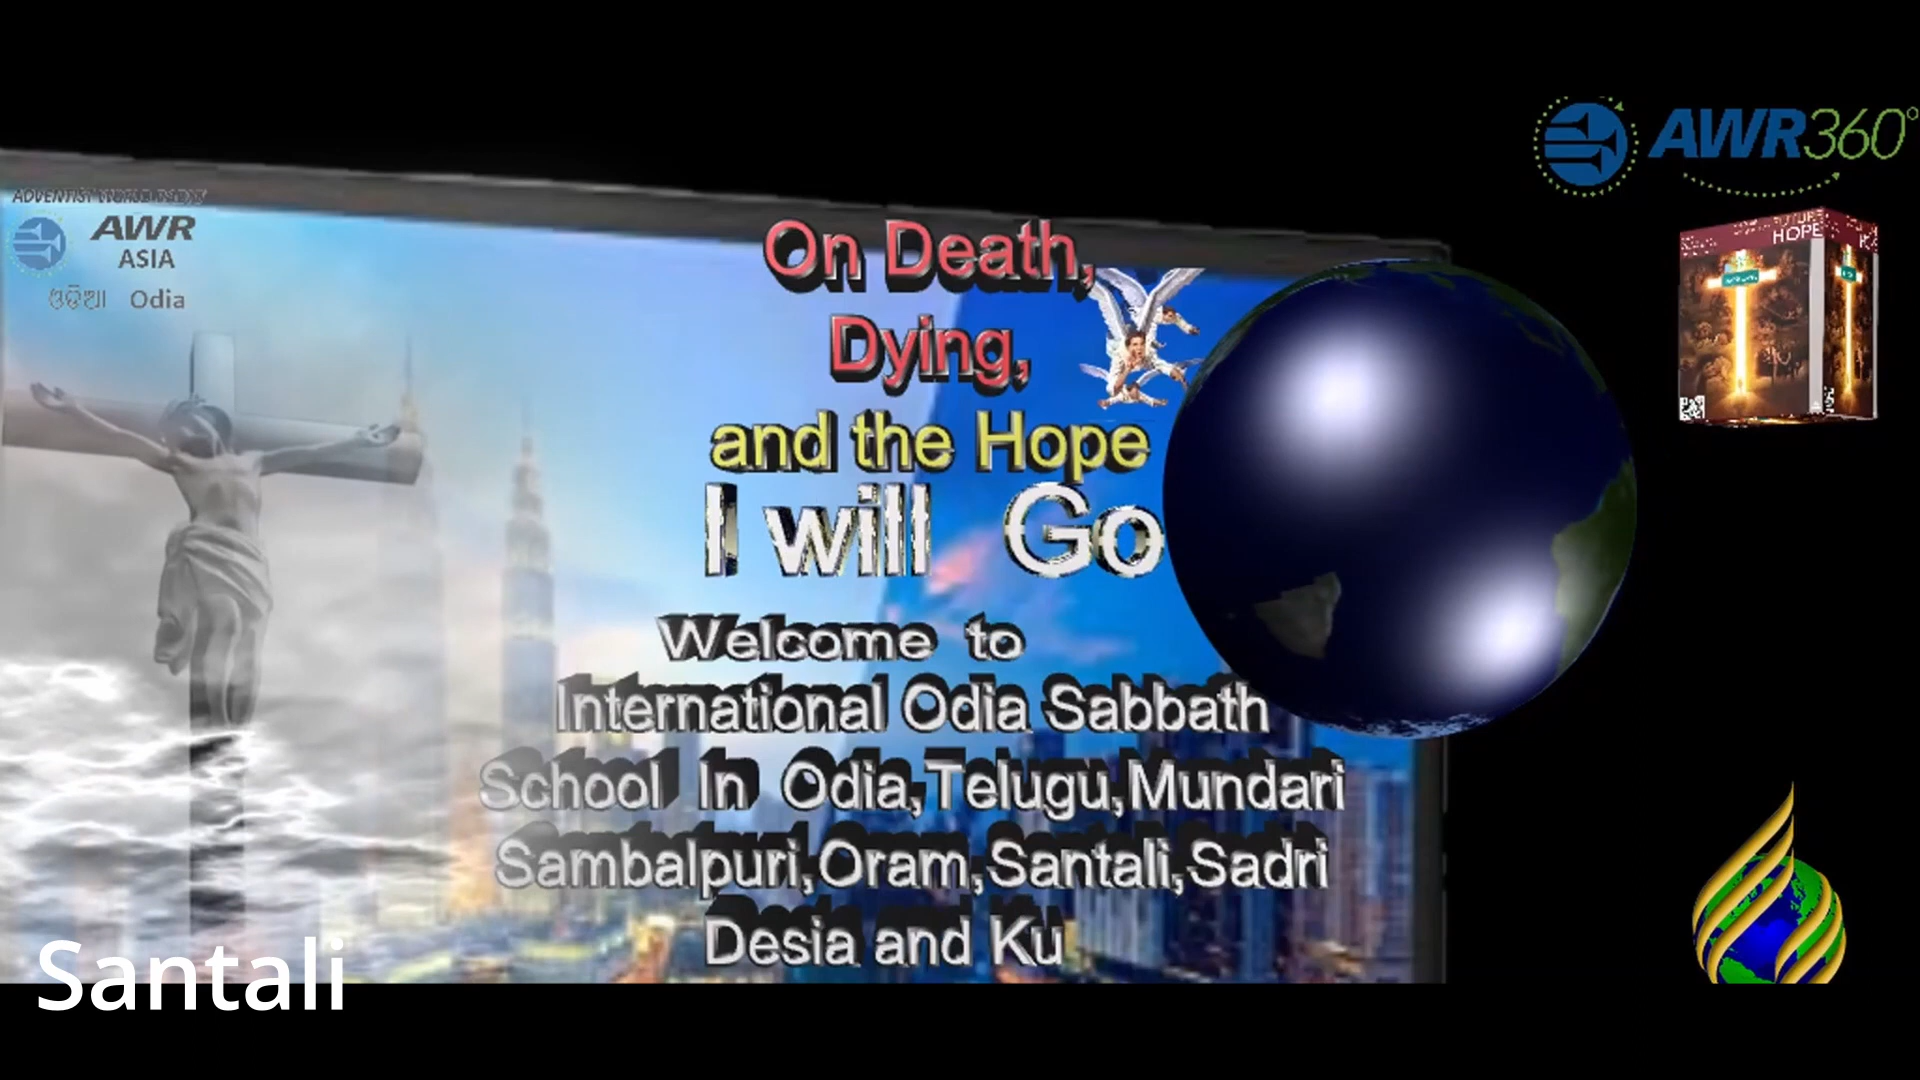 AWR360°
ADVENTIST WORLD RADIO
AWR
ASIA
ଓଡ଼ିଆ Odia
HOPE
On Death,
Dying,
and the Hope
I will Go
Welcome to
International Odia Sabbath
School In Odia,Telugu,Mundari
Sambalpuri,Oram,Santali,Sadri
Desia and Ku
Santali